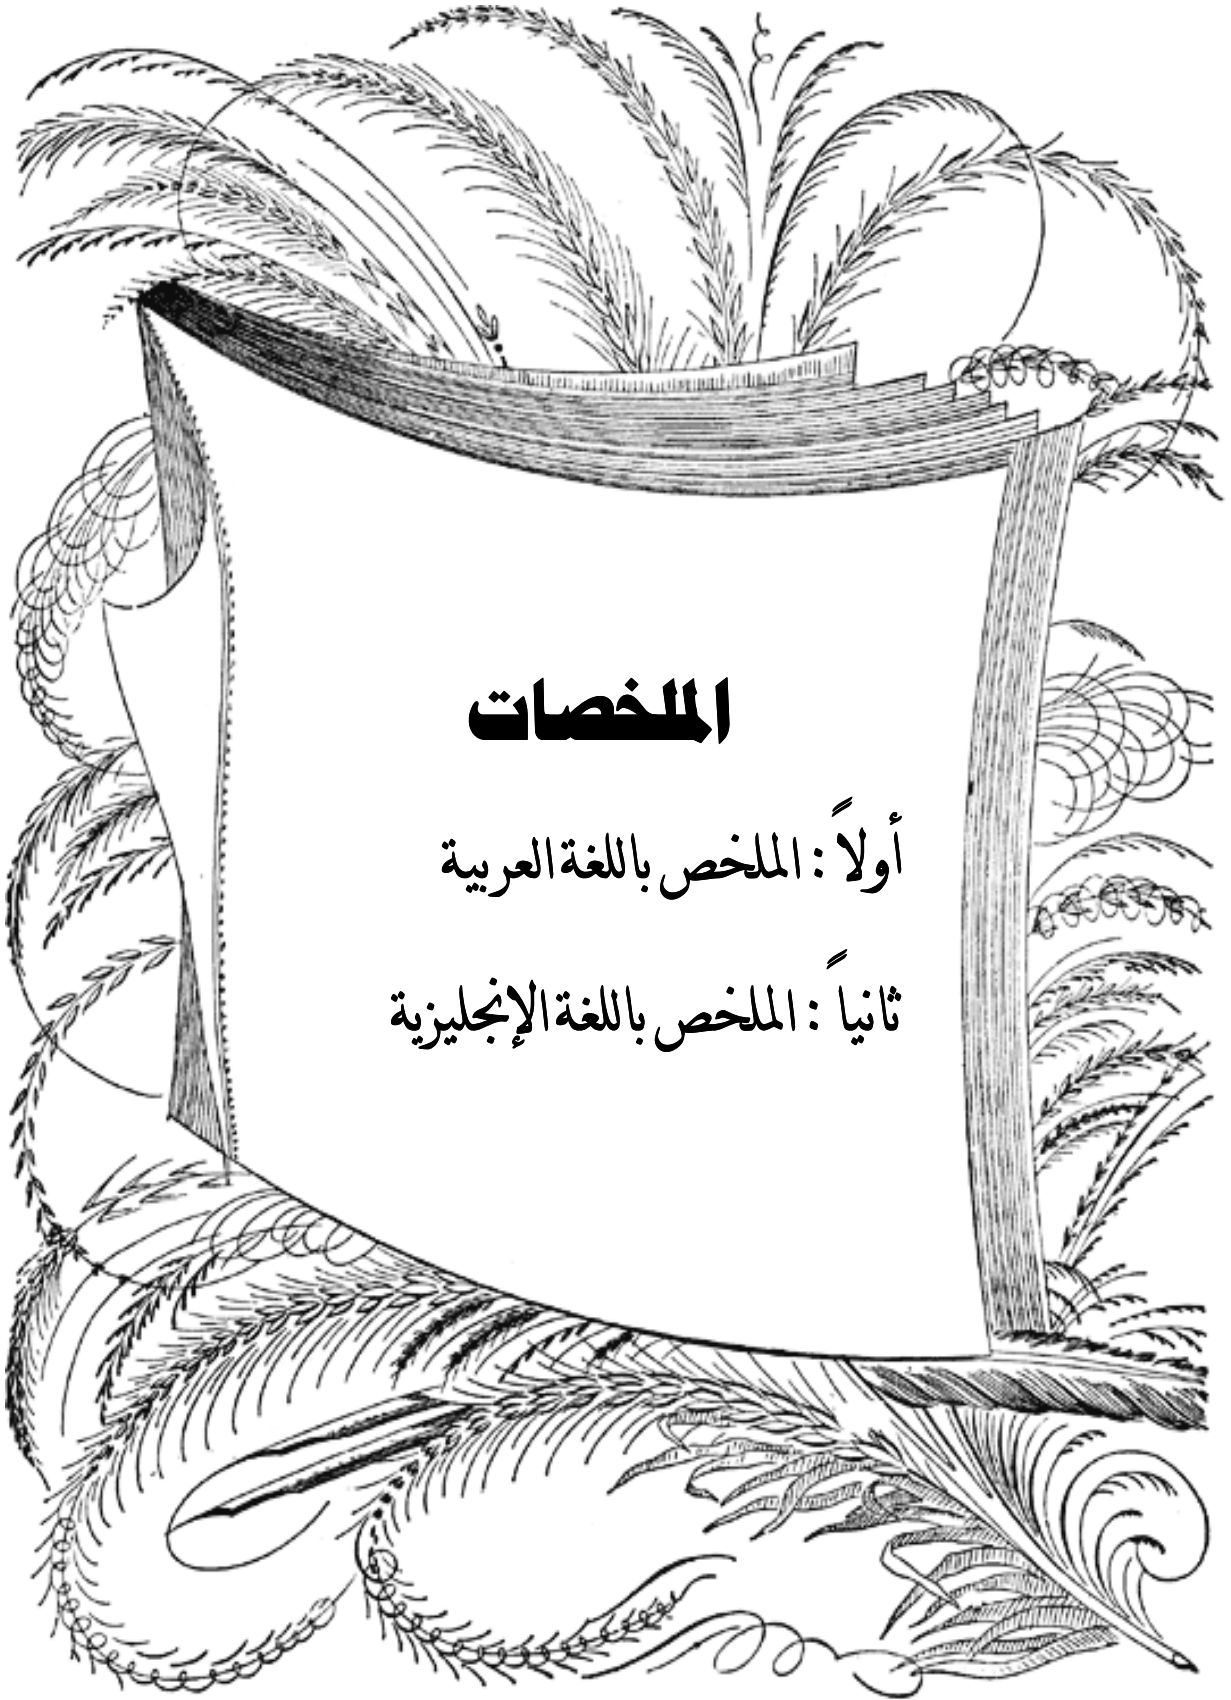 الملخصات
أولاً : الملخص باللغة العربية
ثانياً : الملخص باللغة الإنجليزية